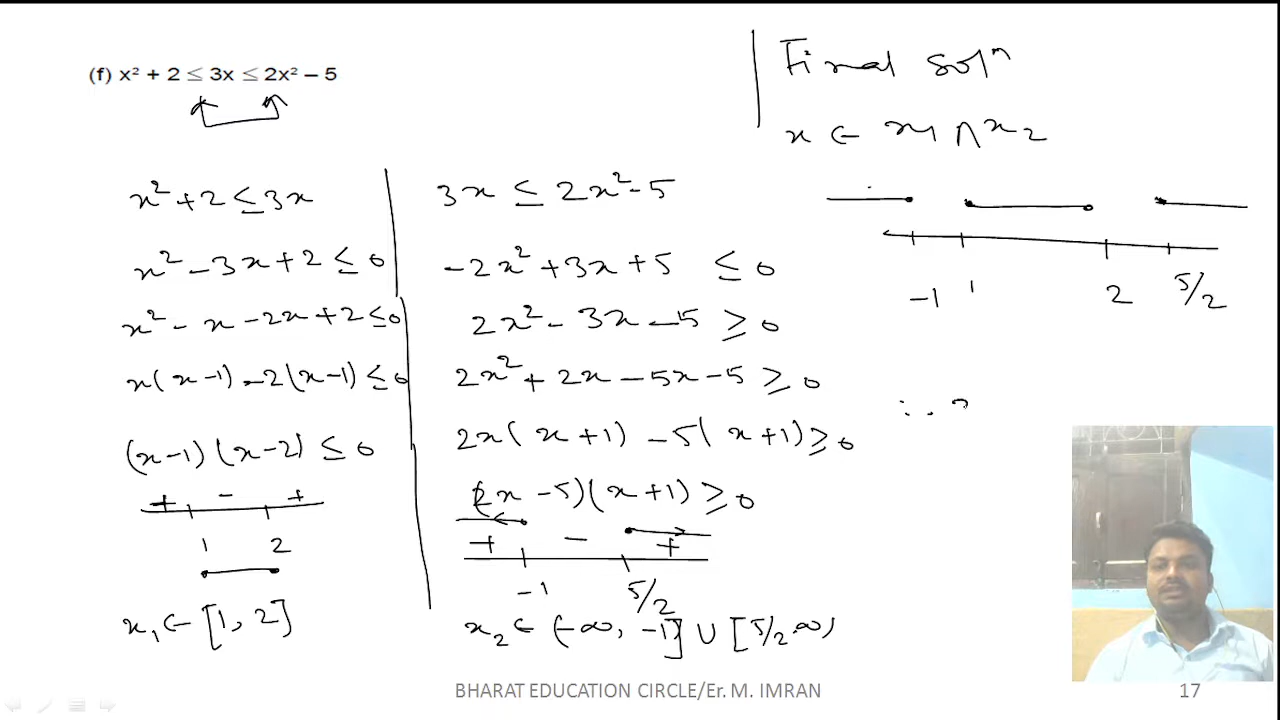 (f) x² + 2 ≤ 3x ≤ 2x² – 5
x² + 2 ≤ 3x
x² - 3x + 2 ≤ 0
x² - x - 2x + 2 ≤ 0
x(x-1) - 2(x-1) ≤ 0
(x-1)(x-2) ≤ 0
+ - +
1 2
x₁ ∈ [1, 2]
3x ≤ 2x² - 5
-2x² + 3x + 5 ≤ 0
2x² - 3x - 5 ≥ 0
2x² + 2x - 5x - 5 ≥ 0
2x(x+1) - 5(x+1) ≥ 0
(2x - 5)(x+1) ≥ 0
+ - +
-1 5/2
x₂ ∈ (-∞, -1] ∪ [5/2, ∞)
Final solⁿ
x ∈ x₁ ∩ x₂
-1 1 2 5/2
∴
BHARAT EDUCATION CIRCLE/Er. M. IMRAN
17